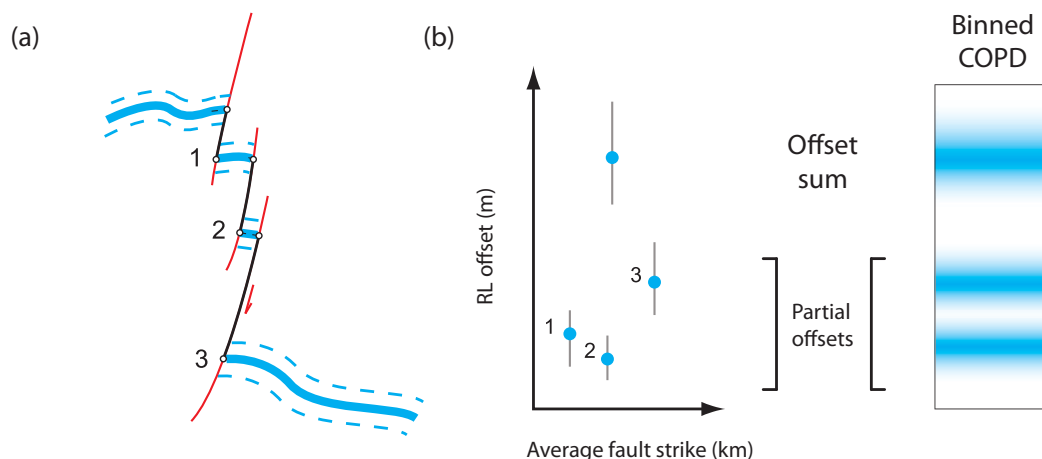 (a)
1
2
3
(b)
RL offset (m)
1
2
3
Average fault strike (km)
Offset
sum
Partial
offsets
Binned
COPD